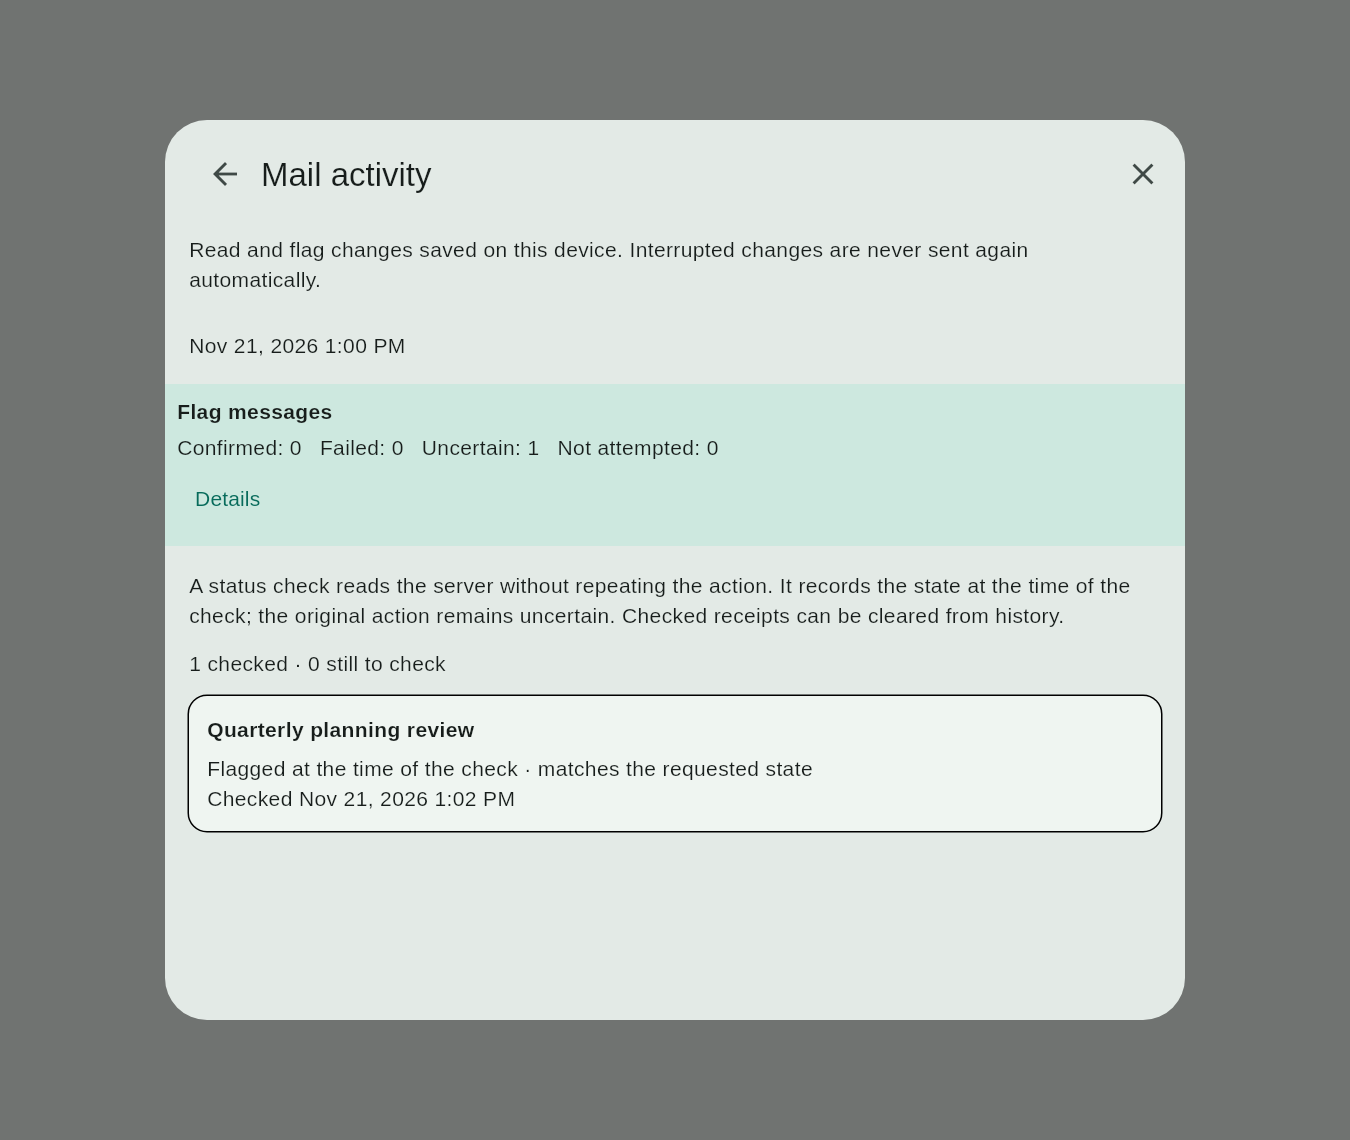 Mail activity
Read and flag changes saved on this device. Interrupted changes are never sent again
automatically.
Nov 21, 2026 1:00 PM
Flag messages
Confirmed: 0   Failed: 0   Uncertain: 1   Not attempted: 0
Details
A status check reads the server without repeating the action. It records the state at the time of the
check; the original action remains uncertain. Checked receipts can be cleared from history.
1 checked · 0 still to check
Quarterly planning review
Flagged at the time of the check · matches the requested state
Checked Nov 21, 2026 1:02 PM